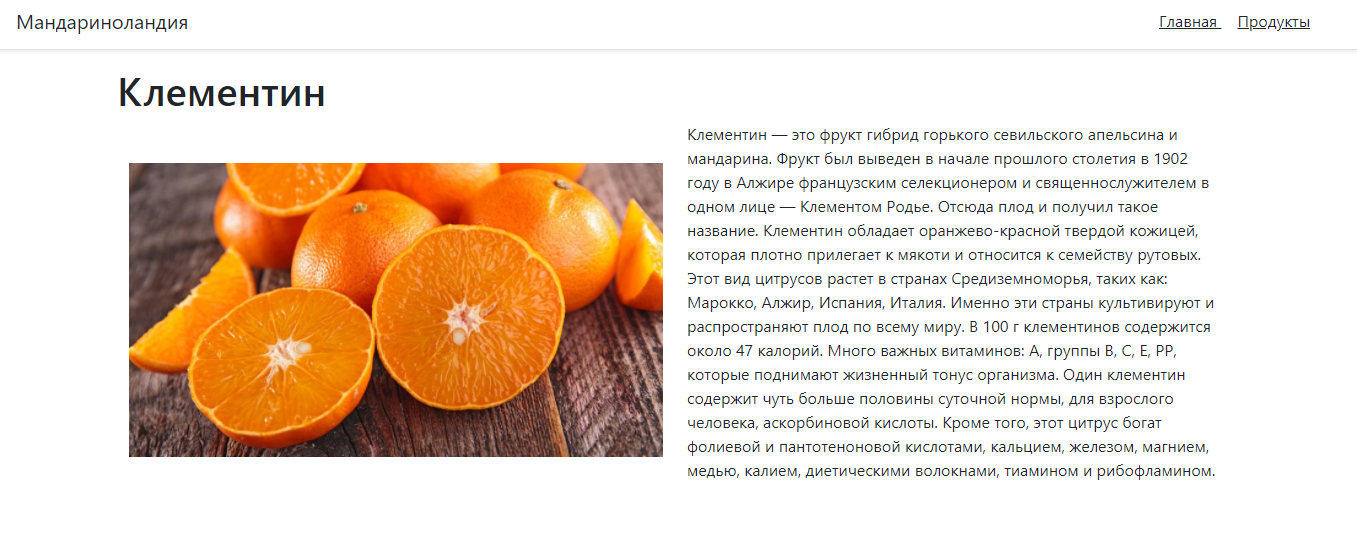 Мандаринoландия
Главная Продукты
Клементин
Клементин — это фрукт гибрид горького севильского апельсина и
мандарина. Фрукт был выведен в начале прошлого столетия в 1902
году в Алжире французским селекционером и священнослужителем в
одном лице — Клементом Родье. Отсюда плод и получил такое
название. Клементин обладает оранжево-красной твердой кожицей,
которая плотно прилегает к мякоти и относится к семейству рутовых.
Этот вид цитрусов растет в странах Средиземноморья, таких как:
Марокко, Алжир, Испания, Италия. Именно эти страны культивируют и
распространяют плод по всему миру. В 100 г клементинов содержится
около 47 калорий. Много важных витаминов: А, группы В, С, Е, РР,
которые поднимают жизненный тонус организма. Один клементин
содержит чуть больше половины суточной нормы, для взрослого
человека, аскорбиновой кислоты. Кроме того, этот цитрус богат
фолиевой и пантотеноновой кислотами, кальцием, железом, магнием,
медью, калием, диетическими волокнами, тиамином и рибофламином.